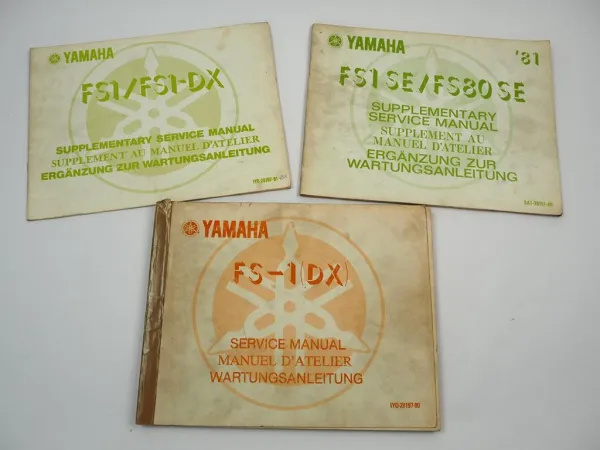 YAMAHA
FS1/FS1-DX
SUPPLEMENTARY SERVICE MANUAL
SUPPLEMENT AU MANUEL D'ATELIER
ERGÄNZUNG ZUR WARTUNGSANLEITUNG
YAMAHA
'81
FS1SE/FS80SE
SUPPLEMENTARY
SERVICE MANUAL
SUPPLEMENT AU
MANUEL D'ATELIER
ERGÄNZUNG ZUR
WARTUNGSANLEITUNG
YAMAHA
FS-1(DX)
SERVICE MANUAL
MANUEL D'ATELIER
WARTUNGSANLEITUNG